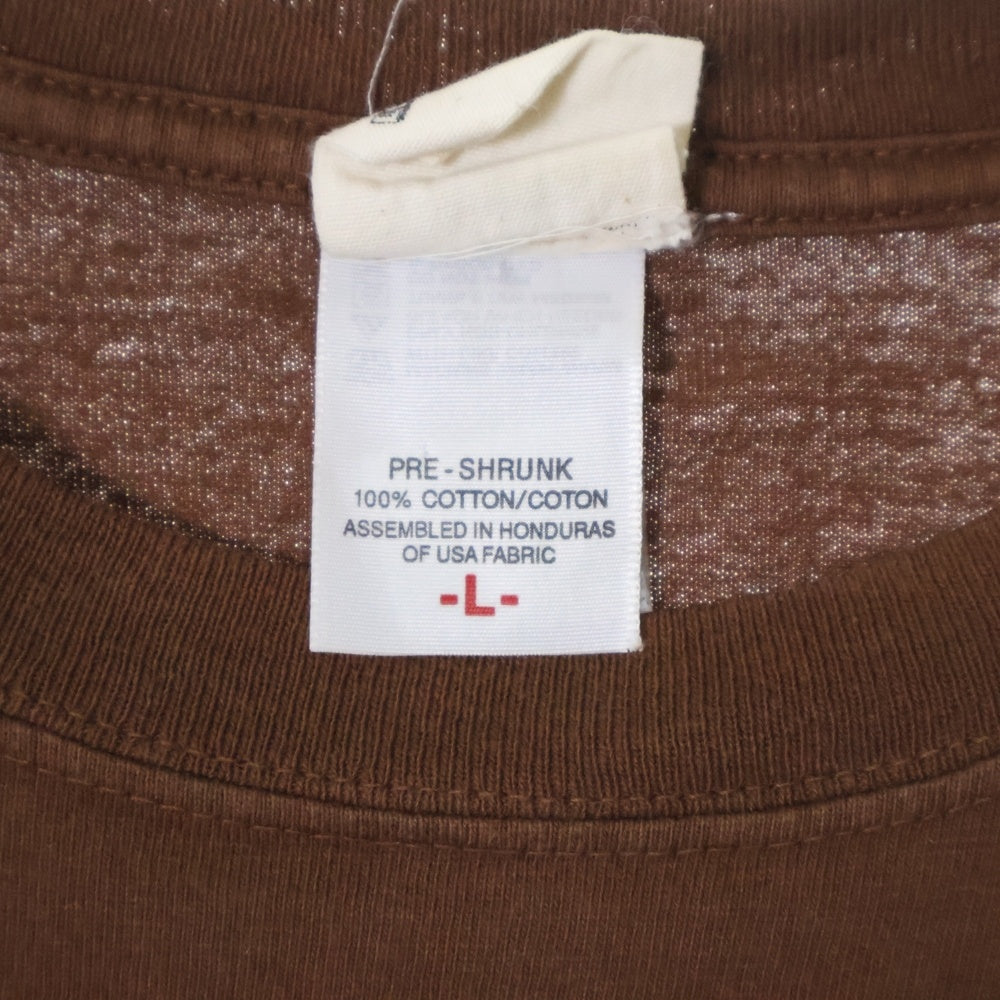 PRE-SHRUNK
100% COTTON/COTON
ASSEMBLED IN HONDURAS
OF USA FABRIC
-L-